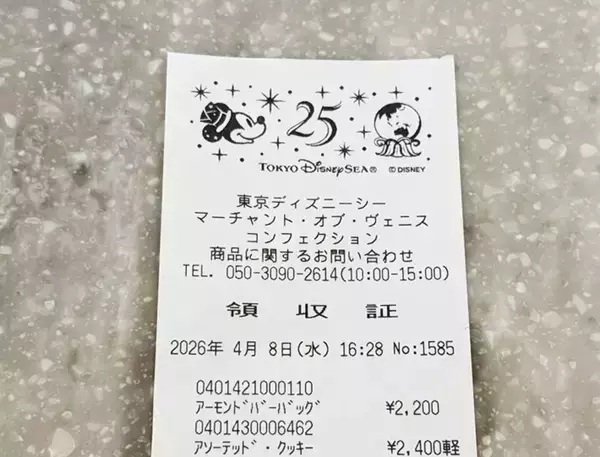 25
TOKYO DISNEYSEA® © DISNEY
東京ディズニーシー
マーチャント・オブ・ヴェニス
コンフェクション
商品に関するお問い合わせ
TEL. 050-3090-2614(10:00-15:00)
領 収 証
2026年 4月 8日(水) 16:28 No:1585
0401421000110
ｱｰﾓﾝﾄﾞﾊﾞｰﾊﾞｯｸﾞ ¥2,200
0401430006462
ｱｿｰﾃｯﾄﾞ・ｸｯｷｰ ¥2,400軽